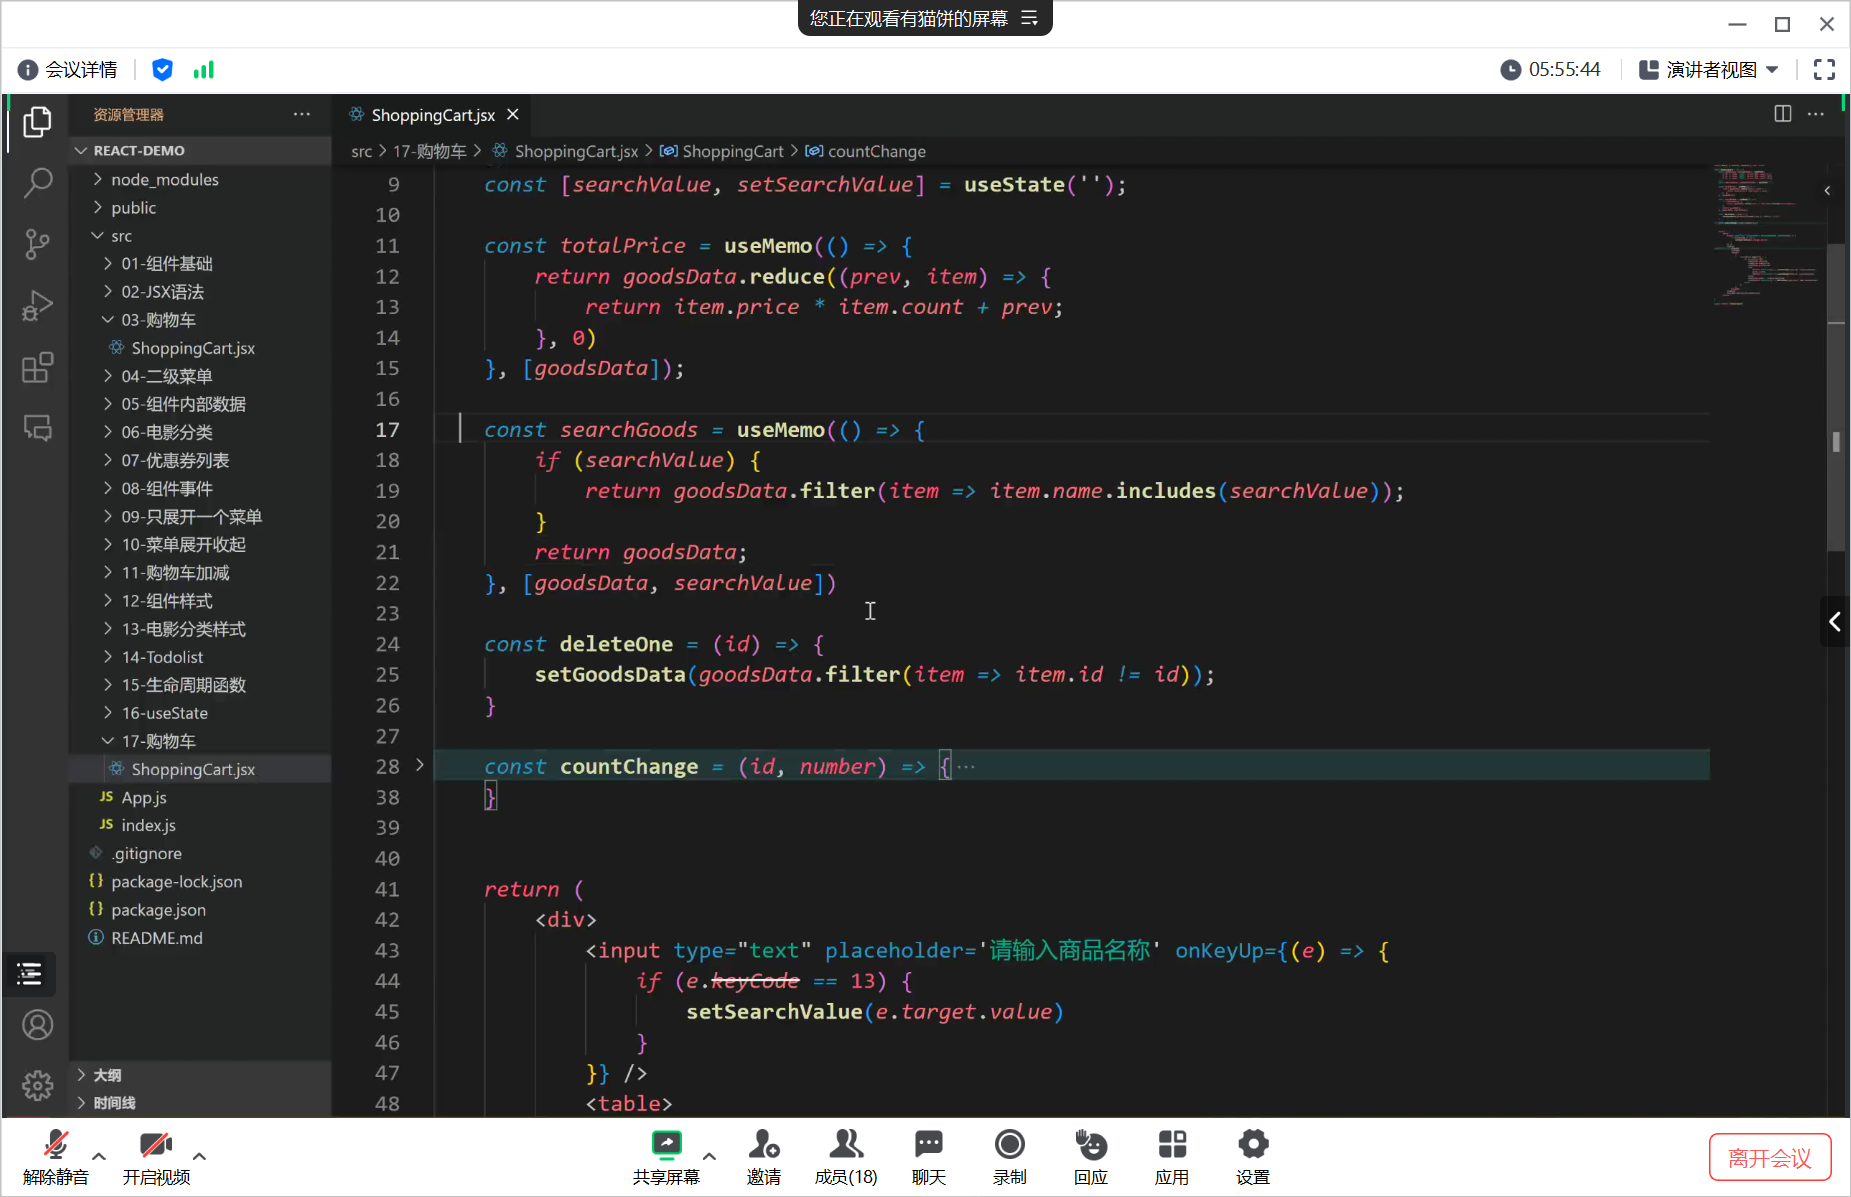 您正在观看有猫饼的屏幕
会议详情
05:55:44
演讲者视图
资源管理器
REACT-DEMO
node_modules
public
src
01-组件基础
02-JSX语法
03-购物车
ShoppingCart.jsx
04-二级菜单
05-组件内部数据
06-电影分类
07-优惠券列表
08-组件事件
09-只展开一个菜单
10-菜单展开收起
11-购物车加减
12-组件样式
13-电影分类样式
14-Todolist
15-生命周期函数
16-useState
17-购物车
ShoppingCart.jsx
JS App.js
JS index.js
.gitignore
{} package-lock.json
{} package.json
README.md
大纲
时间线
ShoppingCart.jsx
src > 17-购物车 > ShoppingCart.jsx > ShoppingCart > countChange
9 const [searchValue, setSearchValue] = useState('');
10
11 const totalPrice = useMemo(() => {
12 return goodsData.reduce((prev, item) => {
13 return item.price * item.count + prev;
14 }, 0)
15 }, [goodsData]);
16
17 const searchGoods = useMemo(() => {
18 if (searchValue) {
19 return goodsData.filter(item => item.name.includes(searchValue));
20 }
21 return goodsData;
22 }, [goodsData, searchValue])
23
24 const deleteOne = (id) => {
25 setGoodsData(goodsData.filter(item => item.id != id));
26 }
27
28 const countChange = (id, number) => {···
38 }
39
40
41 return (
42 <div>
43 <input type="text" placeholder='请输入商品名称' onKeyUp={(e) => {
44 if (e.keyCode == 13) {
45 setSearchValue(e.target.value)
46 }
47 }} />
48 <table>
解除静音
开启视频
共享屏幕
邀请
成员(18)
聊天
录制
回应
应用
设置
离开会议